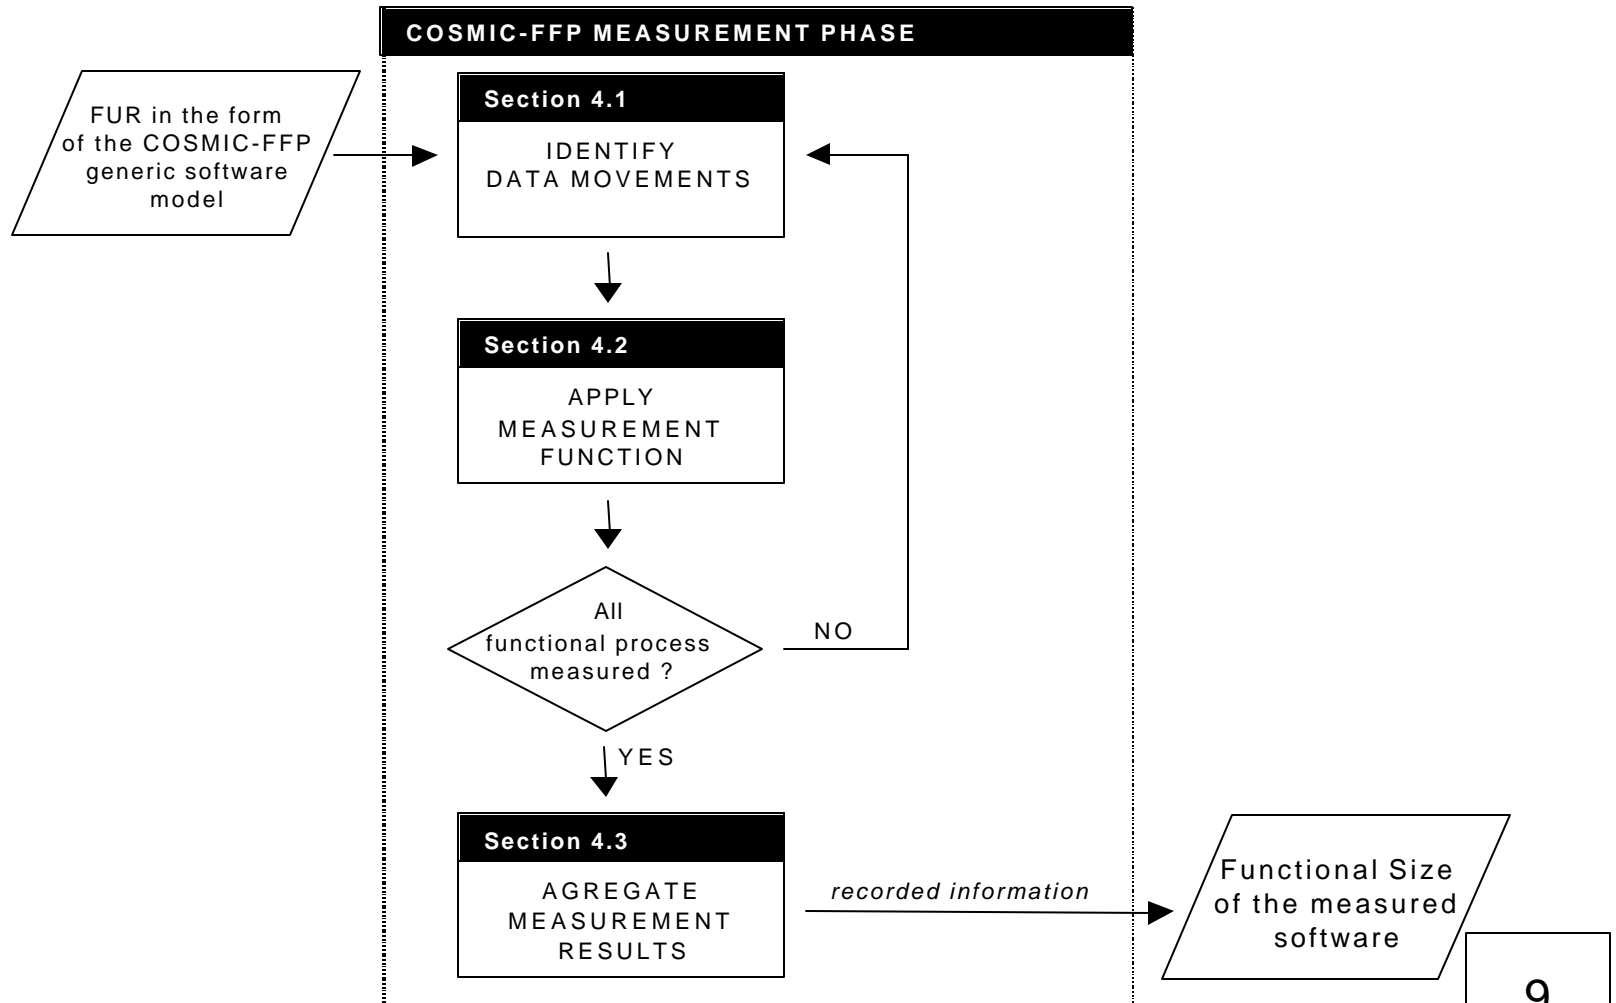 COSMIC-FFP MEASUREMENT PHASE
FUR in the form
of the COSMIC-FFP
generic software
model
Section 4.1
IDENTIFY
DATA MOVEMENTS
Section 4.2
APPLY
MEASUREMENT
FUNCTION
All
functional process
measured ?
NO
YES
Section 4.3
AGREGATE
MEASUREMENT
RESULTS
recorded information
Functional Size
of the measured
software
9